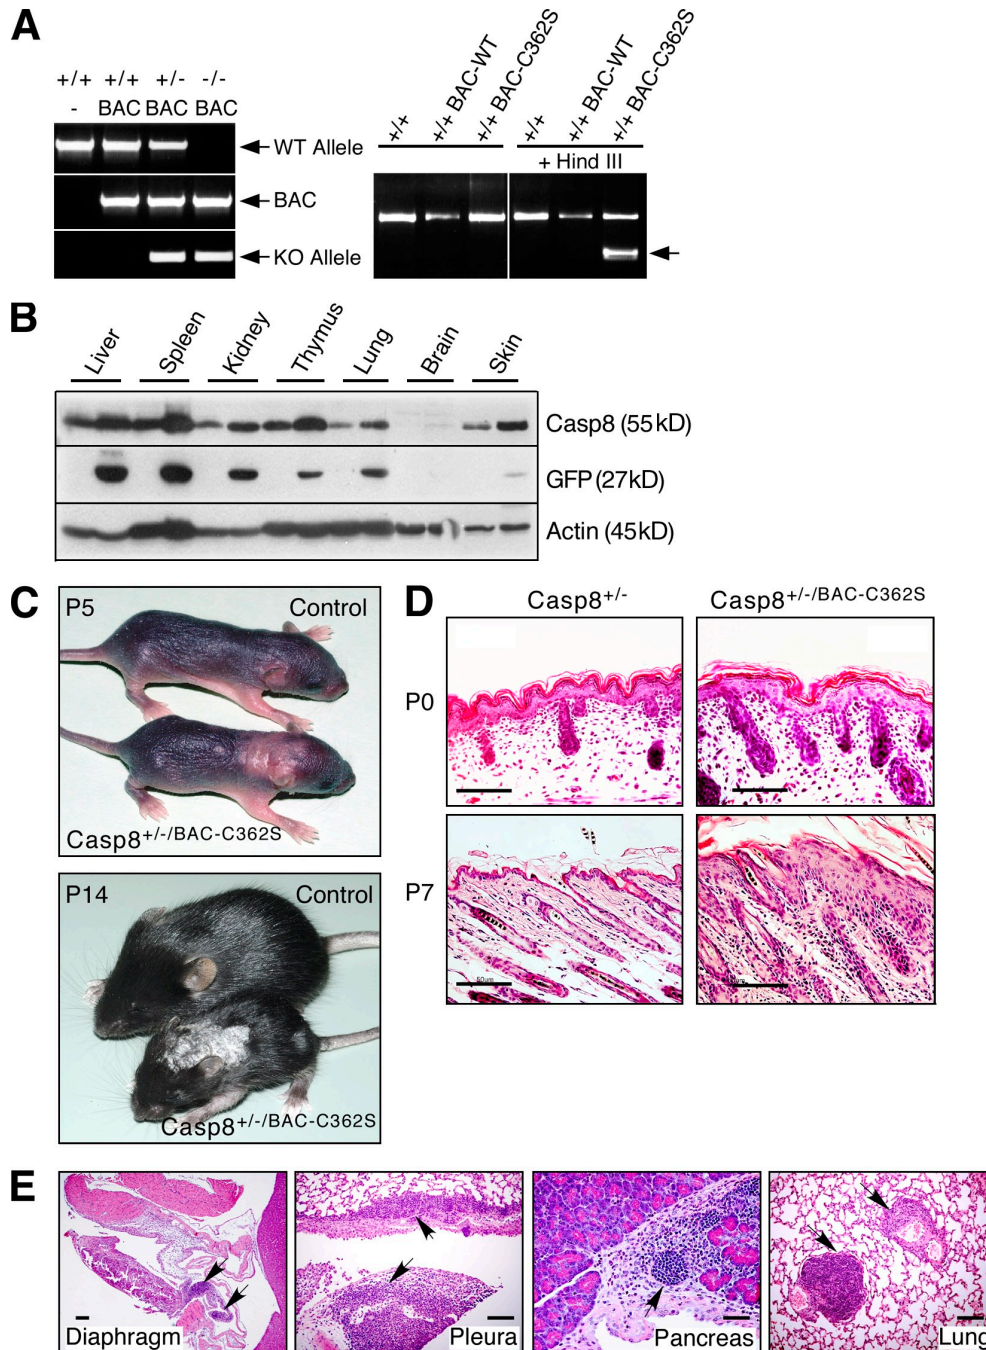 A
+/+ +/+ +/- -/-
- BAC BAC BAC
WT Allele
BAC
KO Allele
+/+ +/+ BAC-WT +/+ BAC-C362S +/+ +/+ BAC-WT +/+ BAC-C362S
+ Hind III
B
Liver Spleen Kidney Thymus Lung Brain Skin
Casp8 (55kD)
GFP (27kD)
Actin (45kD)
C
P5 Control
Casp8+/-/BAC-C362S
P14 Control
Casp8+/-/BAC-C362S
D
Casp8+/- Casp8+/-/BAC-C362S
P0
P7
50µm
E
Diaphragm Pleura Pancreas Lung